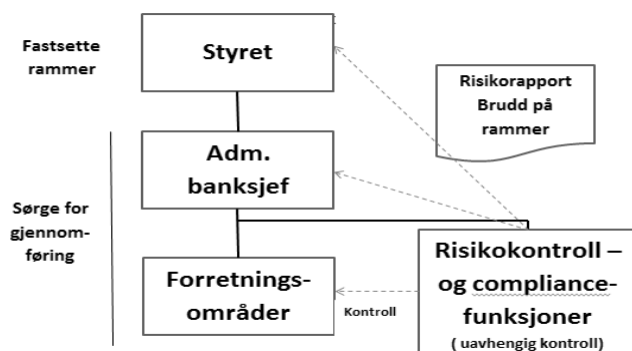 Fastsette
rammer
Styret
Risikorapport
Brudd på
rammer
Adm.
banksjef
Sørge for
gjennom-
føring
Forretnings-
områder
Kontroll
Risikokontroll –
og compliance-
funksjoner
( uavhengig kontroll)